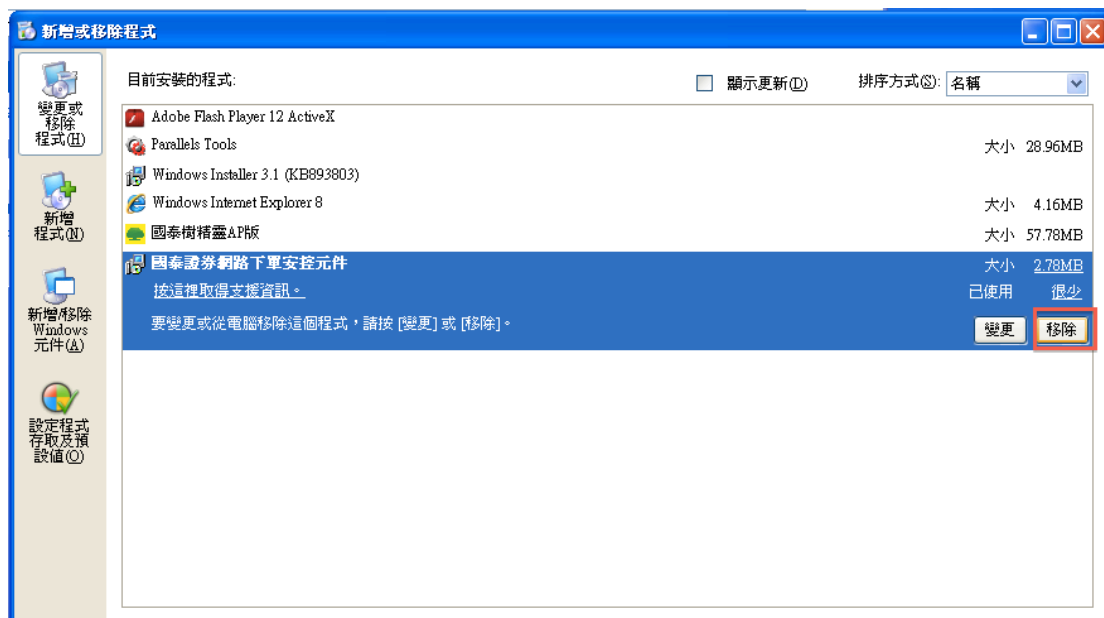 新增或移除程式
變更或
移除
程式(H)
新增
程式(N)
新增/移除
Windows
元件(A)
設定程式
存取及預
設值(O)
目前安裝的程式:
顯示更新(D)
排序方式(S): 名稱
Adobe Flash Player 12 ActiveX
Parallels Tools 大小 28.96MB
Windows Installer 3.1 (KB893803)
Windows Internet Explorer 8 大小 4.16MB
國泰樹精靈AP版 大小 57.78MB
國泰證券網路下單安控元件 大小 2.78MB
按這裡取得支援資訊。 已使用 很少
要變更或從電腦移除這個程式，請按 [變更] 或 [移除]。 變更 移除